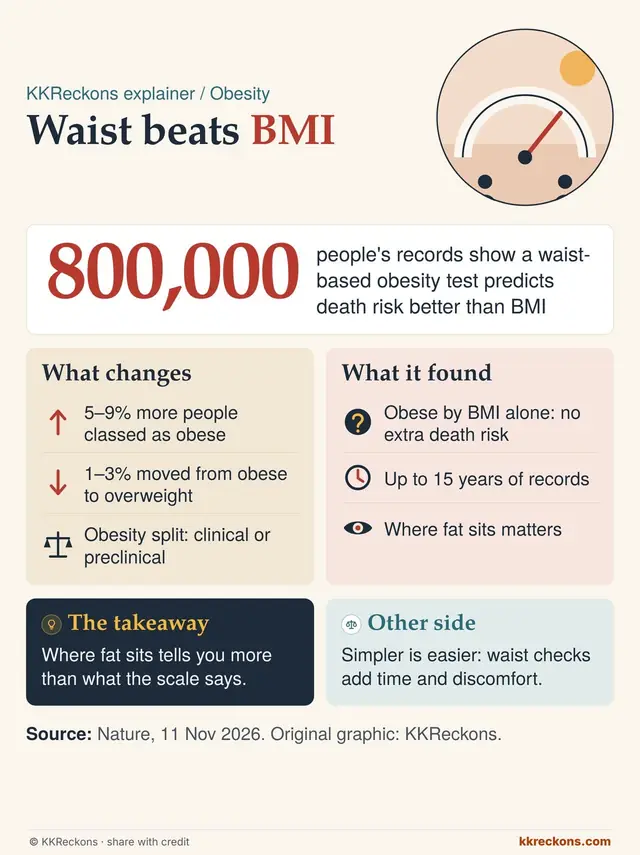 KKReckons explainer / Obesity
Waist beats BMI
800,000
people's records show a waist-
based obesity test predicts
death risk better than BMI
What changes
5–9% more people
classed as obese
1–3% moved from obese
to overweight
Obesity split: clinical or
preclinical
What it found
?
Obese by BMI alone: no
extra death risk
Up to 15 years of records
Where fat sits matters
The takeaway
Where fat sits tells you more
than what the scale says.
Other side
Simpler is easier: waist checks
add time and discomfort.
Source: Nature, 11 Nov 2026. Original graphic: KKReckons.
© KKReckons · share with credit
kkreckons.com